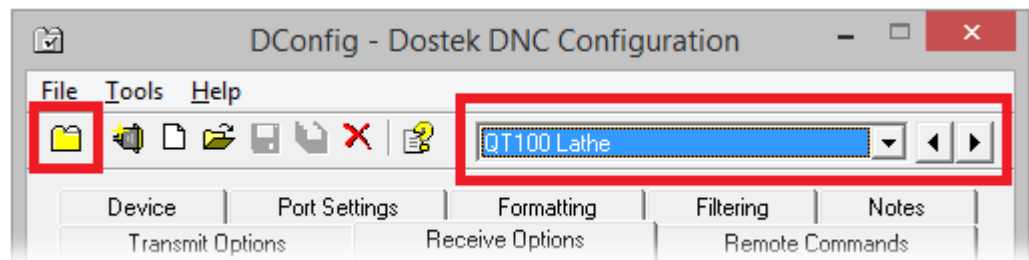 DConfig - Dostek DNC Configuration
File Tools Help
QT100 Lathe
Device Port Settings Formatting Filtering Notes
Transmit Options Receive Options Remote Commands